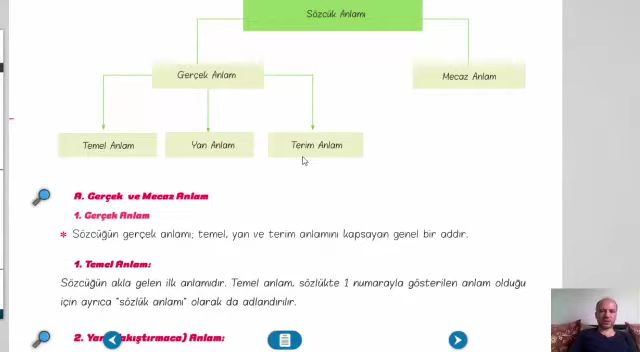 Sözcük Anlamı
Gerçek Anlam
Mecaz Anlam
Temel Anlam
Yan Anlam
Terim Anlam
A. Gerçek ve Mecaz Anlam
1. Gerçek Anlam
* Sözcüğün gerçek anlamı; temel, yan ve terim anlamını kapsayan genel bir addır.
1. Temel Anlam:
Sözcüğün akla gelen ilk anlamıdır. Temel anlam, sözlükte 1 numarayla gösterilen anlam olduğu
için ayrıca "sözlük anlamı" olarak da adlandırılır.
2. Yan akıştırmaca) Anlam: